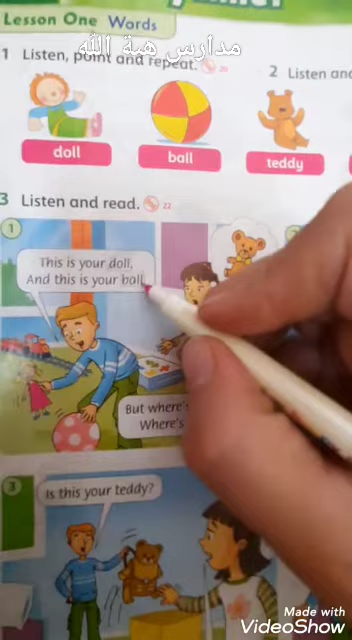 Lesson One Words
مدارس هبة الله
1 Listen, point and repeat. 20
2 Listen and
doll
ball
teddy
3 Listen and read. 22
1
This is your doll,
And this is your ball.
But where's
Where's
3
Is this your teddy?
Made with
VideoShow